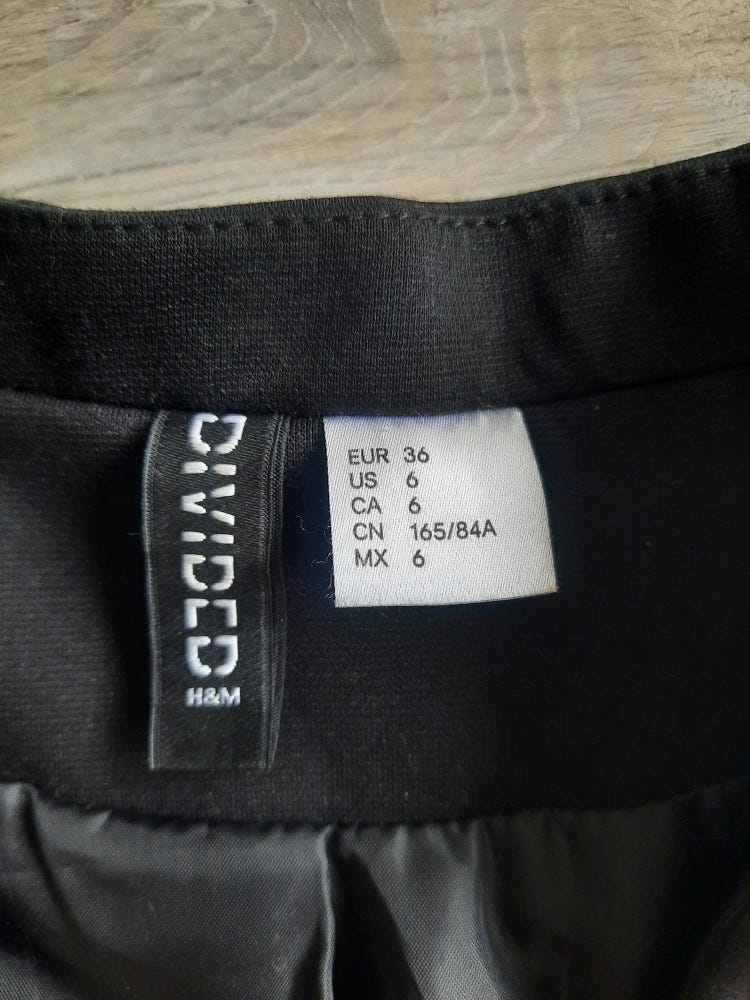 DIVIDED
H&M
EUR 36
US 6
CA 6
CN 165/84A
MX 6